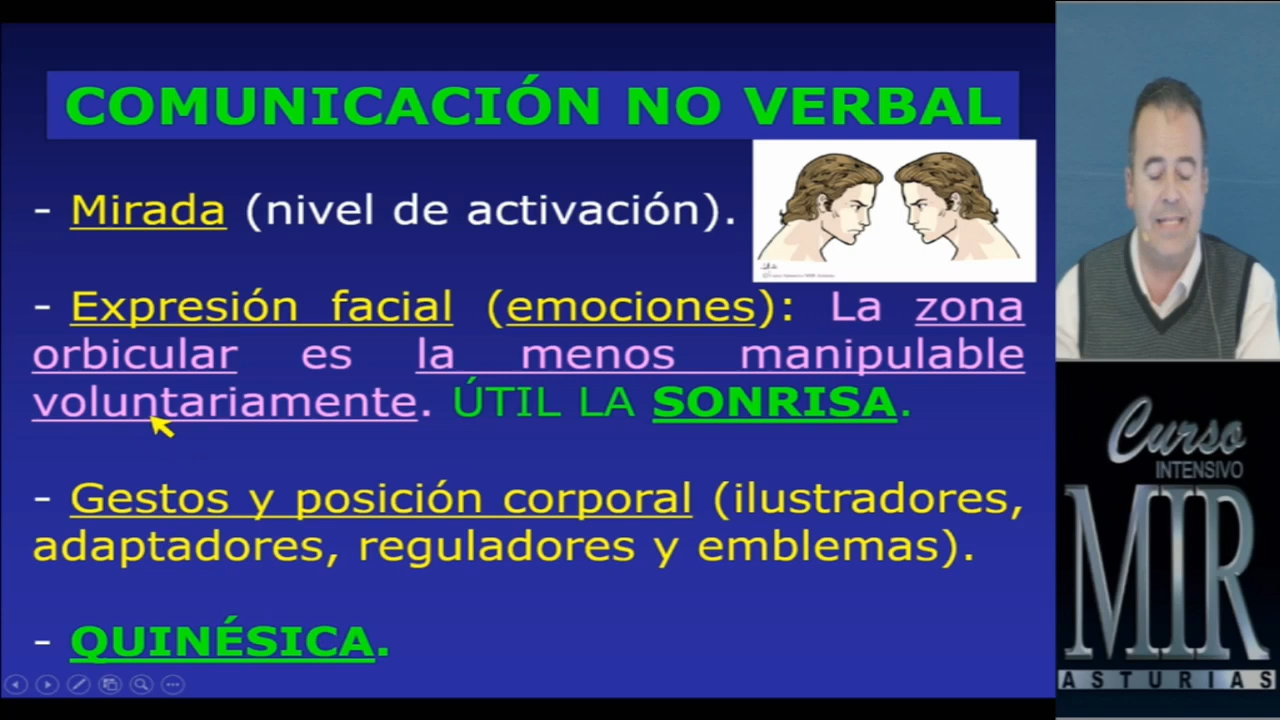 COMUNICACIÓN NO VERBAL
- Mirada (nivel de activación).
- Expresión facial (emociones): La zona
orbicular es la menos manipulable
voluntariamente. ÚTIL LA SONRISA.
- Gestos y posición corporal (ilustradores,
adaptadores, reguladores y emblemas).
- QUINÉSICA.
Curso
INTENSIVO
MIR
ASTURIAS